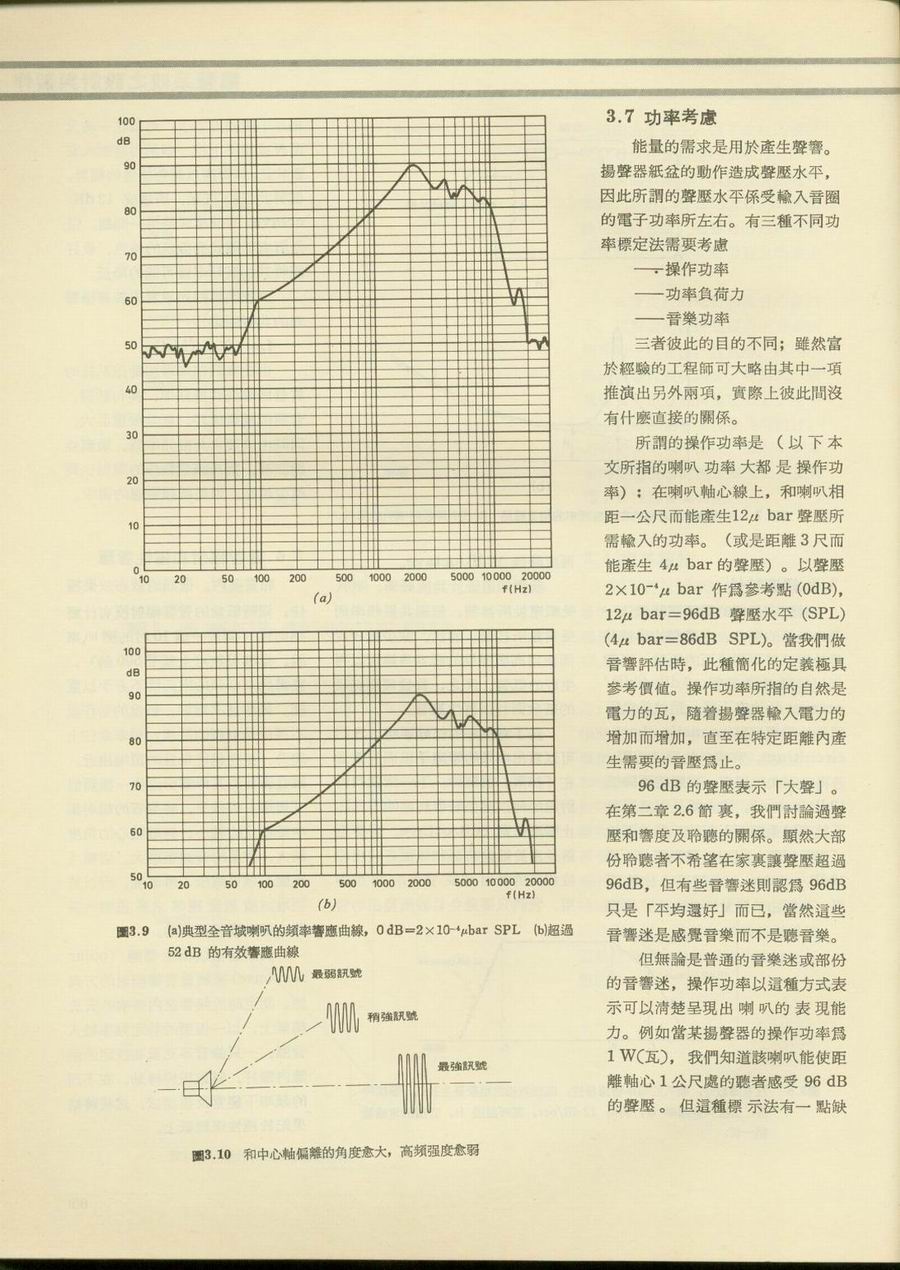 100
dB
90
80
70
60
50
40
30
20
10
0
10 20 50 100 200 500 1000 2000 5000 10000 20000
f(Hz)
(a)
100
dB
90
80
70
60
50
10 20 50 100 200 500 1000 2000 5000 10000 20000
f(Hz)
(b)
圖3.9 (a)典型全音域喇叭的頻率響應曲線，0 dB=2×10⁻⁴μbar SPL (b)超過
52 dB 的有效響應曲線
最弱訊號
稍強訊號
最強訊號
圖3.10 和中心軸偏離的角度愈大，高頻强度愈弱
3.7 功率考慮
能量的需求是用於產生聲響。
揚聲器紙盆的動作造成聲壓水平，
因此所謂的聲壓水平係受輸入音圈
的電子功率所左右。有三種不同功
率標定法需要考慮
——操作功率
——功率負荷力
——音樂功率
三者彼此的目的不同；雖然富
於經驗的工程師可大略由其中一項
推演出另外兩項，實際上彼此間沒
有什麼直接的關係。
所謂的操作功率是（以下本
文所指的喇叭功率大都是操作功
率）：在喇叭軸心線上，和喇叭相
距一公尺而能產生12μ bar 聲壓所
需輸入的功率。（或是距離 3 尺而
能產生 4μ bar 的聲壓）。以聲壓
2×10⁻⁴μ bar 作爲參考點 (0dB)，
12μ bar=96dB 聲壓水平 (SPL)
(4μ bar=86dB SPL)。當我們做
音響評估時，此種簡化的定義極具
參考價值。操作功率所指的自然是
電力的瓦，隨着揚聲器輸入電力的
增加而增加，直至在特定距離內產
生需要的音壓爲止。
96 dB 的聲壓表示「大聲」。
在第二章 2.6 節裏，我們討論過聲
壓和響度及聆聽的關係。顯然大部
份聆聽者不希望在家裏讓聲壓超過
96dB，但有些音響迷則認爲 96dB
只是「平均還好」而已，當然這些
音響迷是感覺音樂而不是聽音樂。
但無論是普通的音樂迷或部份
的音響迷，操作功率以這種方式表
示可以淸楚呈現出喇叭的表現能
力。例如當某揚聲器的操作功率爲
1 W(瓦)，我們知道該喇叭能使距
離軸心 1 公尺處的聽者感受 96 dB
的聲壓。但這種標示法有一點缺